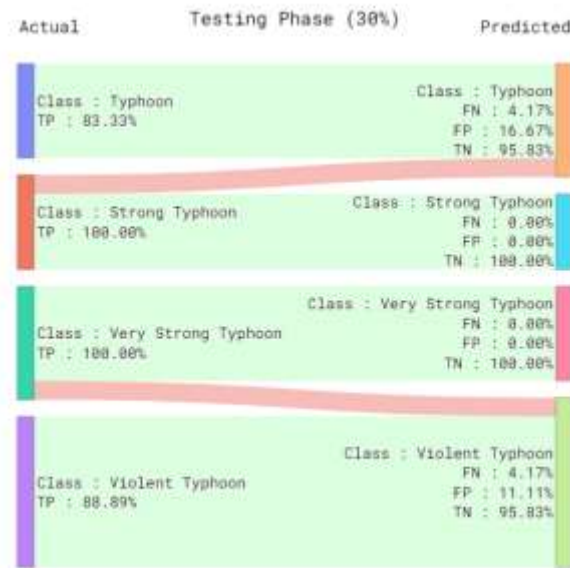 Testing Phase (30%)
Actual
Predicted
Class : Typhoon
TP : 83.33%
Class : Typhoon
FN : 4.17%
FP : 16.67%
TN : 95.83%
Class : Strong Typhoon
TP : 100.00%
Class : Strong Typhoon
FN : 0.00%
FP : 0.00%
TN : 100.00%
Class : Very Strong Typhoon
TP : 100.00%
Class : Very Strong Typhoon
FN : 0.00%
FP : 0.00%
TN : 100.00%
Class : Violent Typhoon
TP : 88.89%
Class : Violent Typhoon
FN : 4.17%
FP : 11.11%
TN : 95.83%